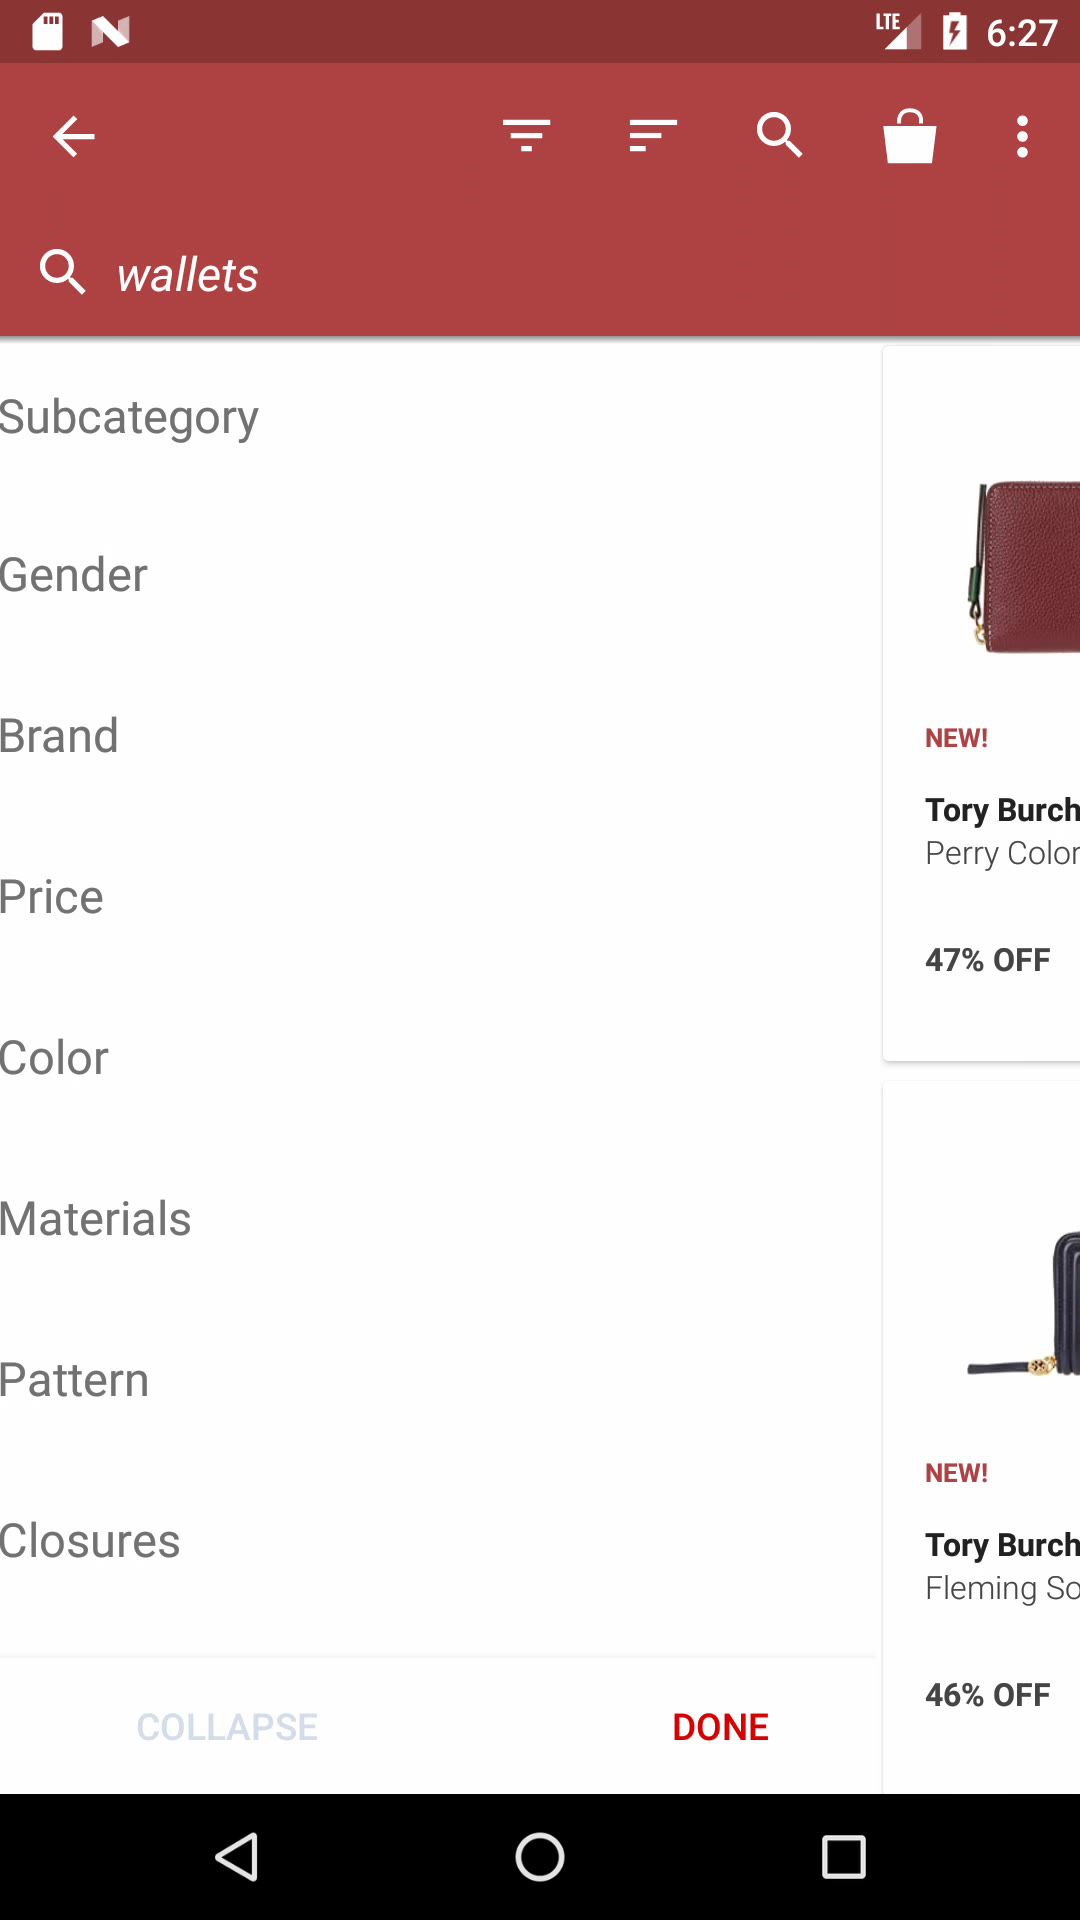 LTE 6:27
wallets
Subcategory
Gender
Brand
Price
Color
Materials
Pattern
Closures
COLLAPSE DONE
NEW!
Tory Burch
Perry Color
47% OFF
NEW!
Tory Burch
Fleming So
46% OFF